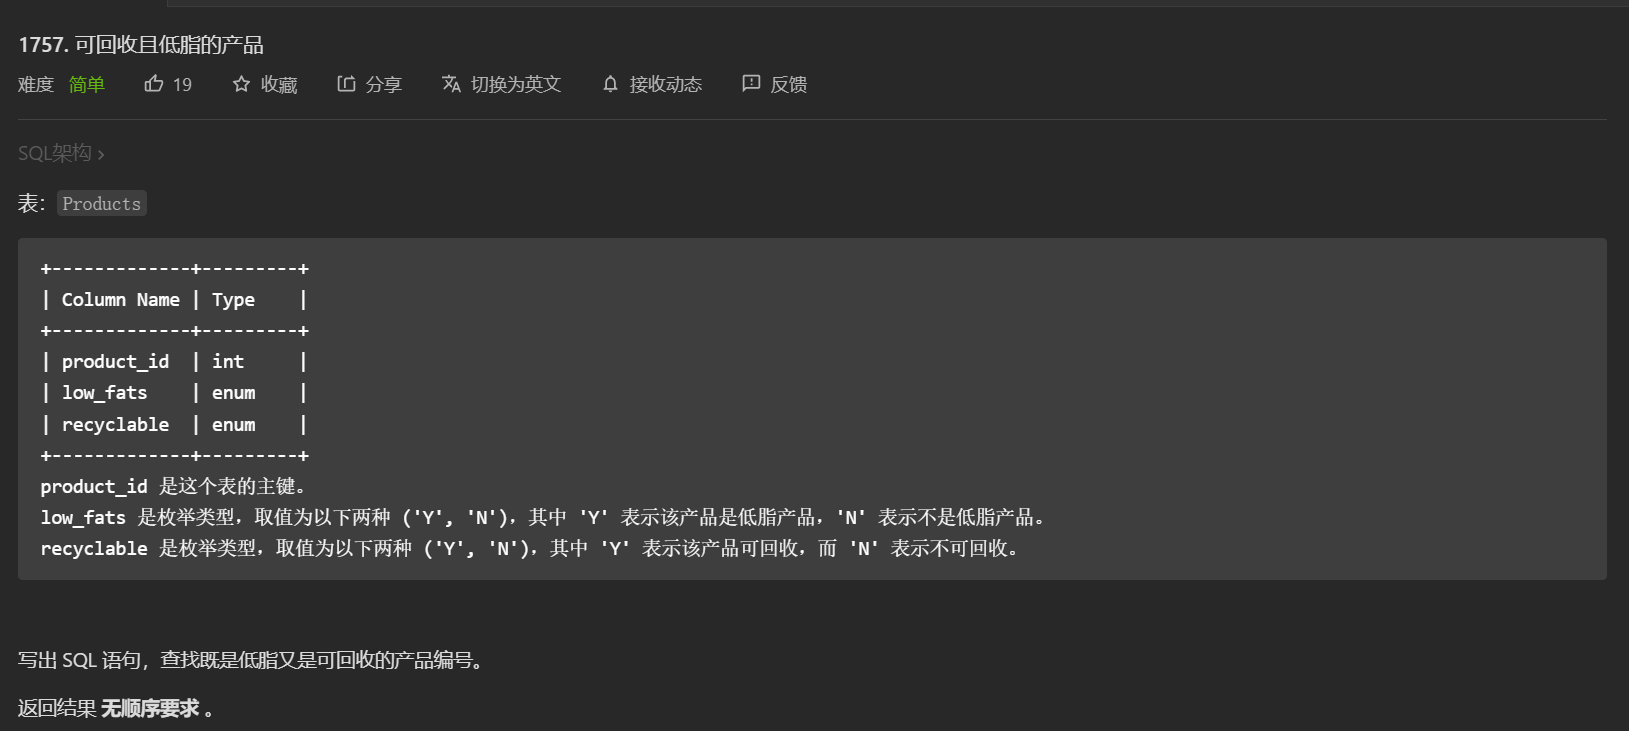 1757. 可回收且低脂的产品
难度 简单 19 收藏 分享 切换为英文 接收动态 反馈
SQL架构 ›
表： Products
+-------------+---------+
| Column Name | Type    |
+-------------+---------+
| product_id  | int     |
| low_fats    | enum    |
| recyclable  | enum    |
+-------------+---------+
product_id 是这个表的主键。
low_fats 是枚举类型，取值为以下两种 ('Y', 'N')，其中 'Y' 表示该产品是低脂产品，'N' 表示不是低脂产品。
recyclable 是枚举类型，取值为以下两种 ('Y', 'N')，其中 'Y' 表示该产品可回收，而 'N' 表示不可回收。
写出 SQL 语句，查找既是低脂又是可回收的产品编号。
返回结果 无顺序要求 。